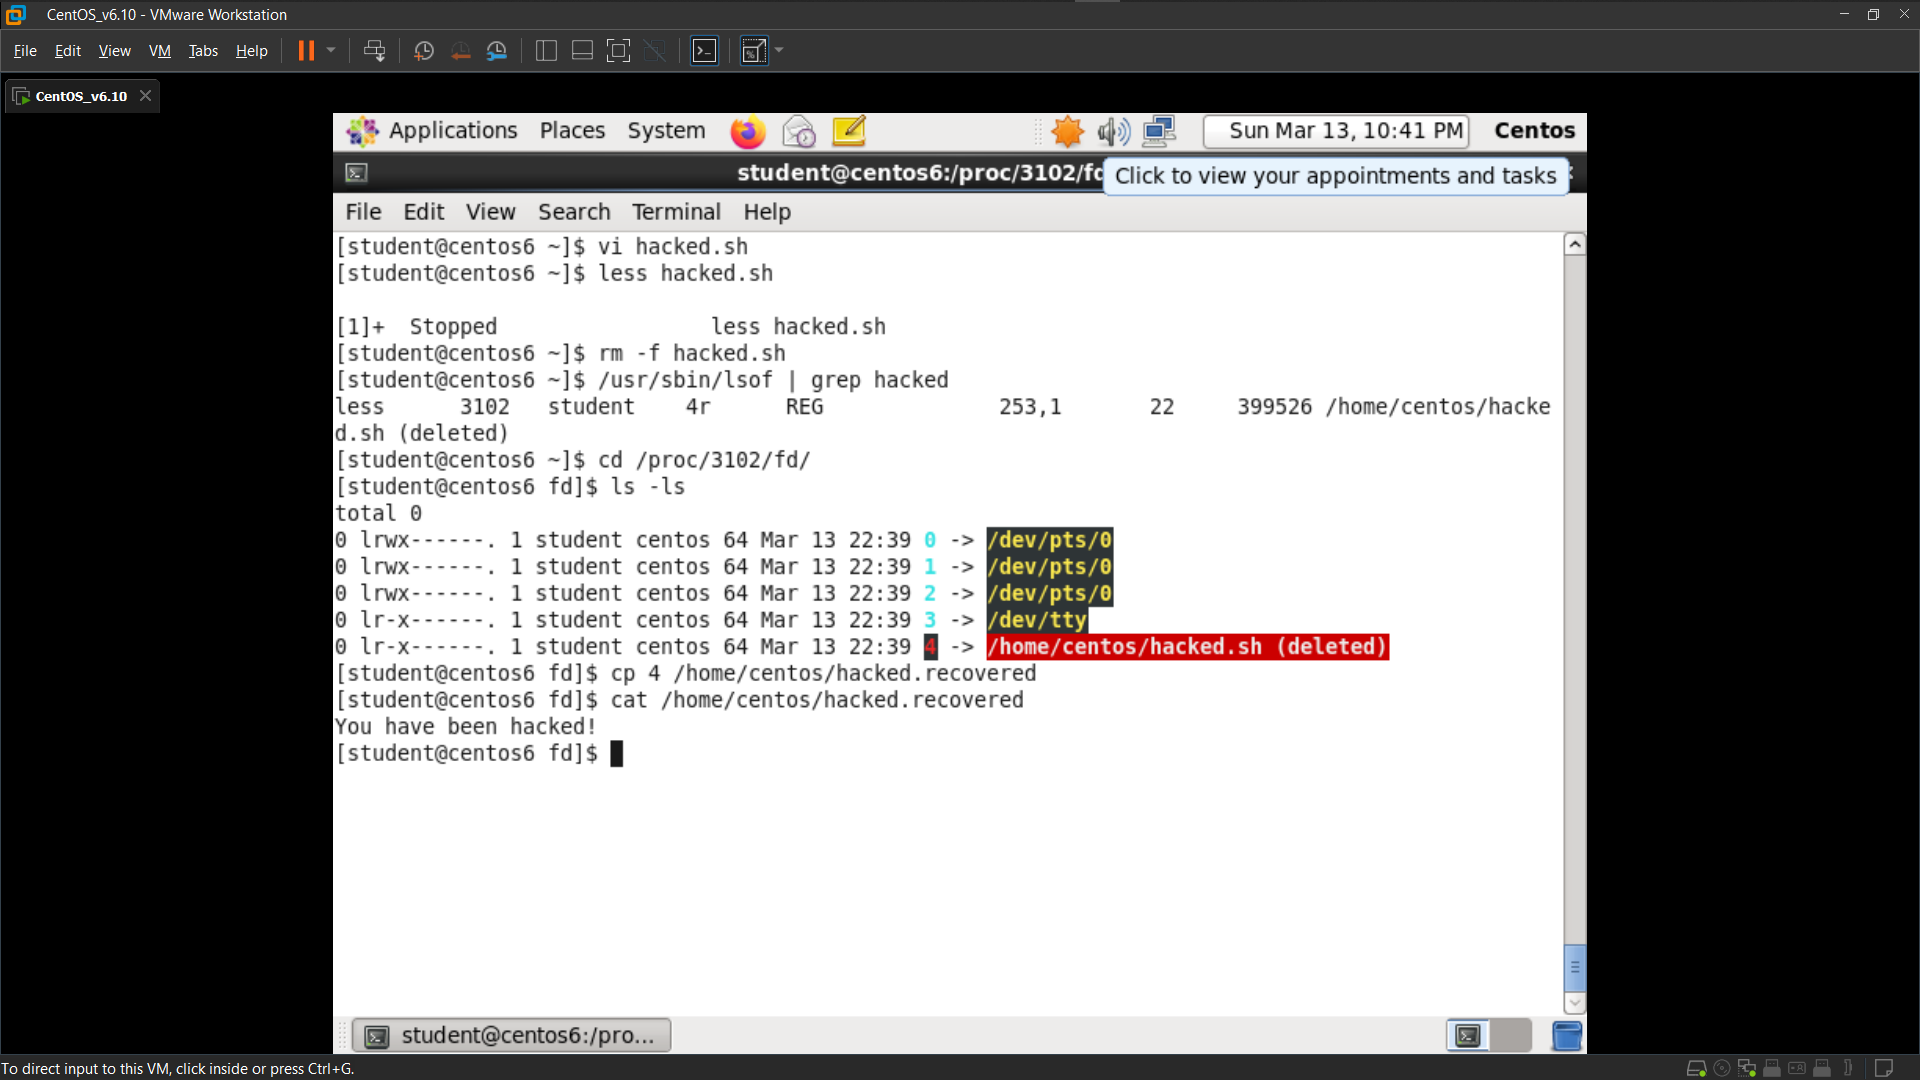 CentOS_v6.10 - VMware Workstation
File Edit View VM Tabs Help
CentOS_v6.10
Applications Places System Sun Mar 13, 10:41 PM Centos
student@centos6:/proc/3102/fd
Click to view your appointments and tasks
File Edit View Search Terminal Help
[student@centos6 ~]$ vi hacked.sh
[student@centos6 ~]$ less hacked.sh
[1]+  Stopped                 less hacked.sh
[student@centos6 ~]$ rm -f hacked.sh
[student@centos6 ~]$ /usr/sbin/lsof | grep hacked
less      3102   student    4r      REG              253,1       22     399526 /home/centos/hacke
d.sh (deleted)
[student@centos6 ~]$ cd /proc/3102/fd/
[student@centos6 fd]$ ls -ls
total 0
0 lrwx------. 1 student centos 64 Mar 13 22:39 0 -> /dev/pts/0
0 lrwx------. 1 student centos 64 Mar 13 22:39 1 -> /dev/pts/0
0 lrwx------. 1 student centos 64 Mar 13 22:39 2 -> /dev/pts/0
0 lr-x------. 1 student centos 64 Mar 13 22:39 3 -> /dev/tty
0 lr-x------. 1 student centos 64 Mar 13 22:39 4 -> /home/centos/hacked.sh (deleted)
[student@centos6 fd]$ cp 4 /home/centos/hacked.recovered
[student@centos6 fd]$ cat /home/centos/hacked.recovered
You have been hacked!
[student@centos6 fd]$
student@centos6:/pro...
To direct input to this VM, click inside or press Ctrl+G.